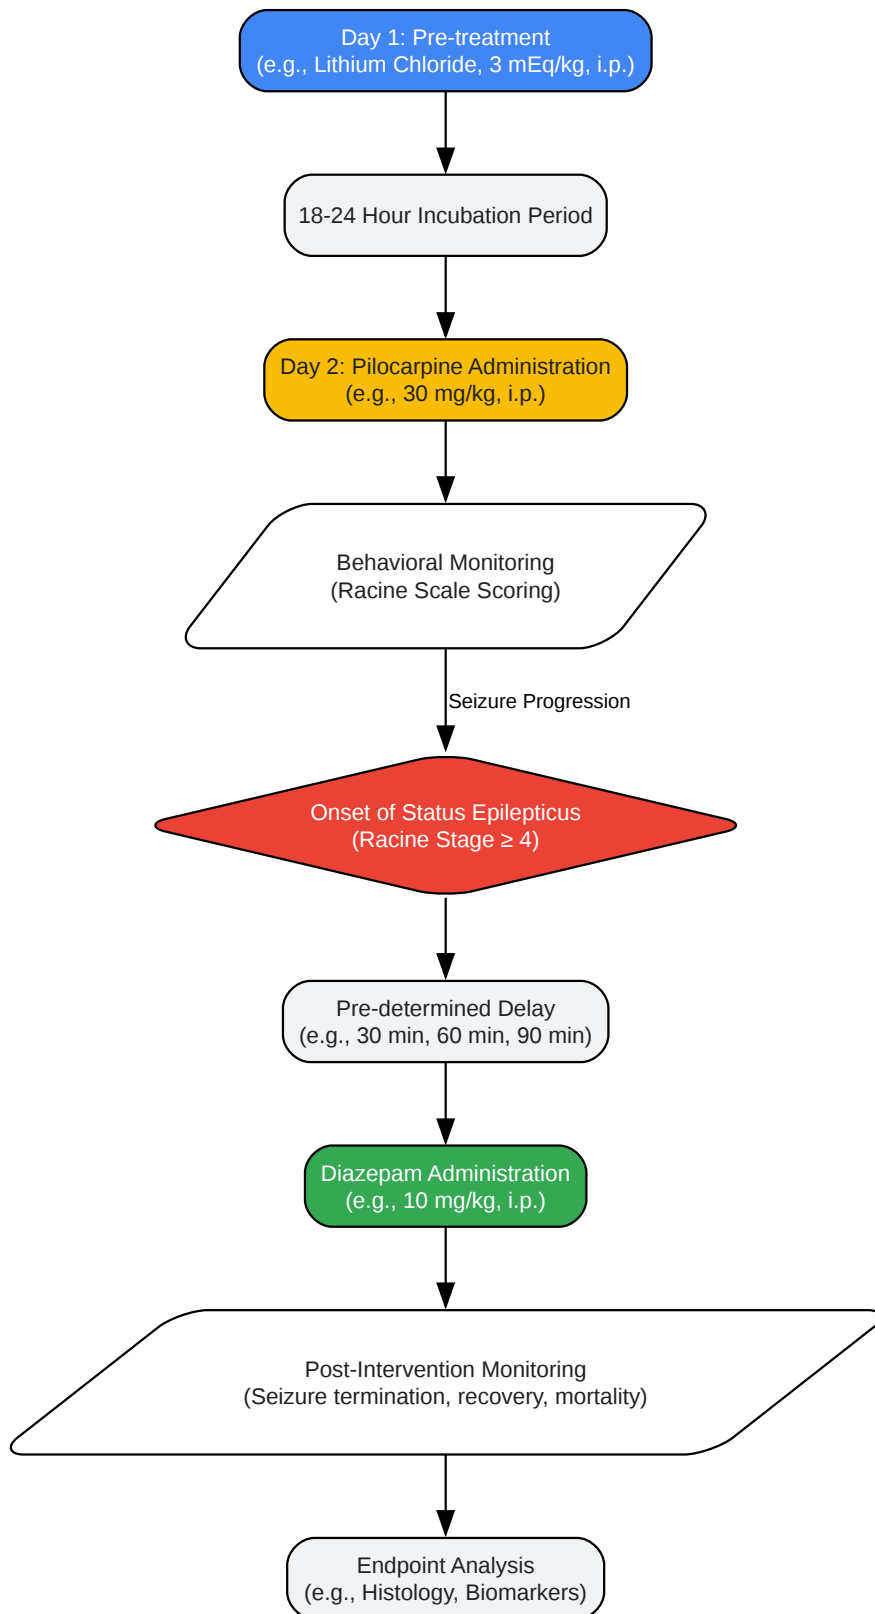 Day 1: Pre-treatment
(e.g., Lithium Chloride, 3 mEq/kg, i.p.)
18-24 Hour Incubation Period
Day 2: Pilocarpine Administration
(e.g., 30 mg/kg, i.p.)
Behavioral Monitoring
(Racine Scale Scoring)
Seizure Progression
Onset of Status Epilepticus
(Racine Stage ≥ 4)
Pre-determined Delay
(e.g., 30 min, 60 min, 90 min)
Diazepam Administration
(e.g., 10 mg/kg, i.p.)
Post-Intervention Monitoring
(Seizure termination, recovery, mortality)
Endpoint Analysis
(e.g., Histology, Biomarkers)